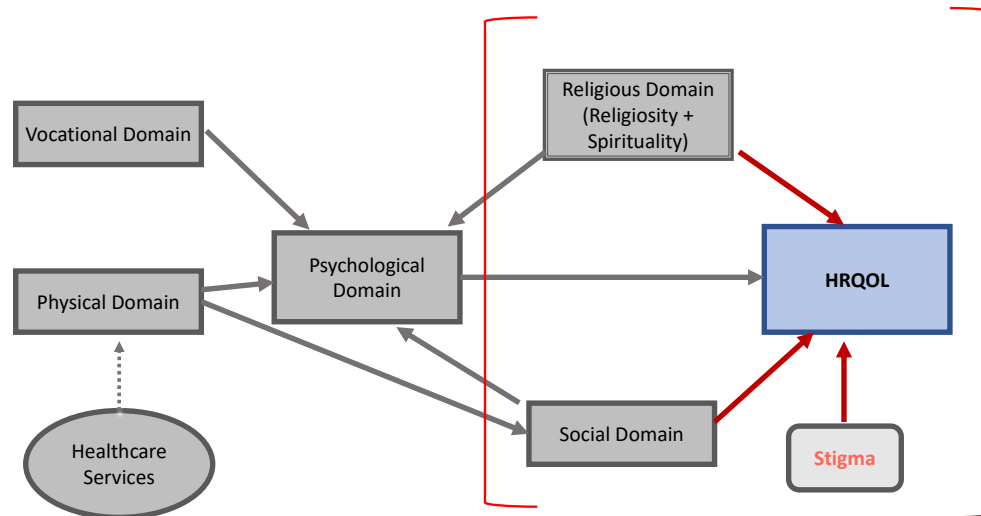 Religious Domain
(Religiosity +
Spirituality)
Vocational Domain
Psychological
Domain
HRQOL
Physical Domain
Social Domain
Stigma
Healthcare
Services